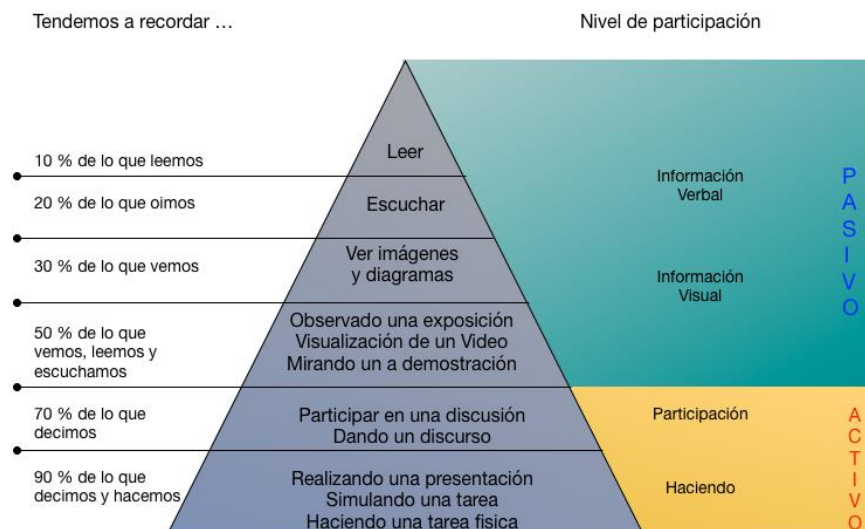 Tendemos a recordar …
Nivel de participación
10 % de lo que leemos
Leer
20 % de lo que oimos
Escuchar
Información
Verbal
30 % de lo que vemos
Ver imágenes
y diagramas
Información
Visual
50 % de lo que
vemos, leemos y
escuchamos
Observado una exposición
Visualización de un Video
Mirando un a demostración
PASIVO
70 % de lo que
decimos
Participar en una discusión
Dando un discurso
Participación
90 % de lo que
decimos y hacemos
Realizando una presentación
Simulando una tarea
Haciendo una tarea fisica
Haciendo
ACTIVO